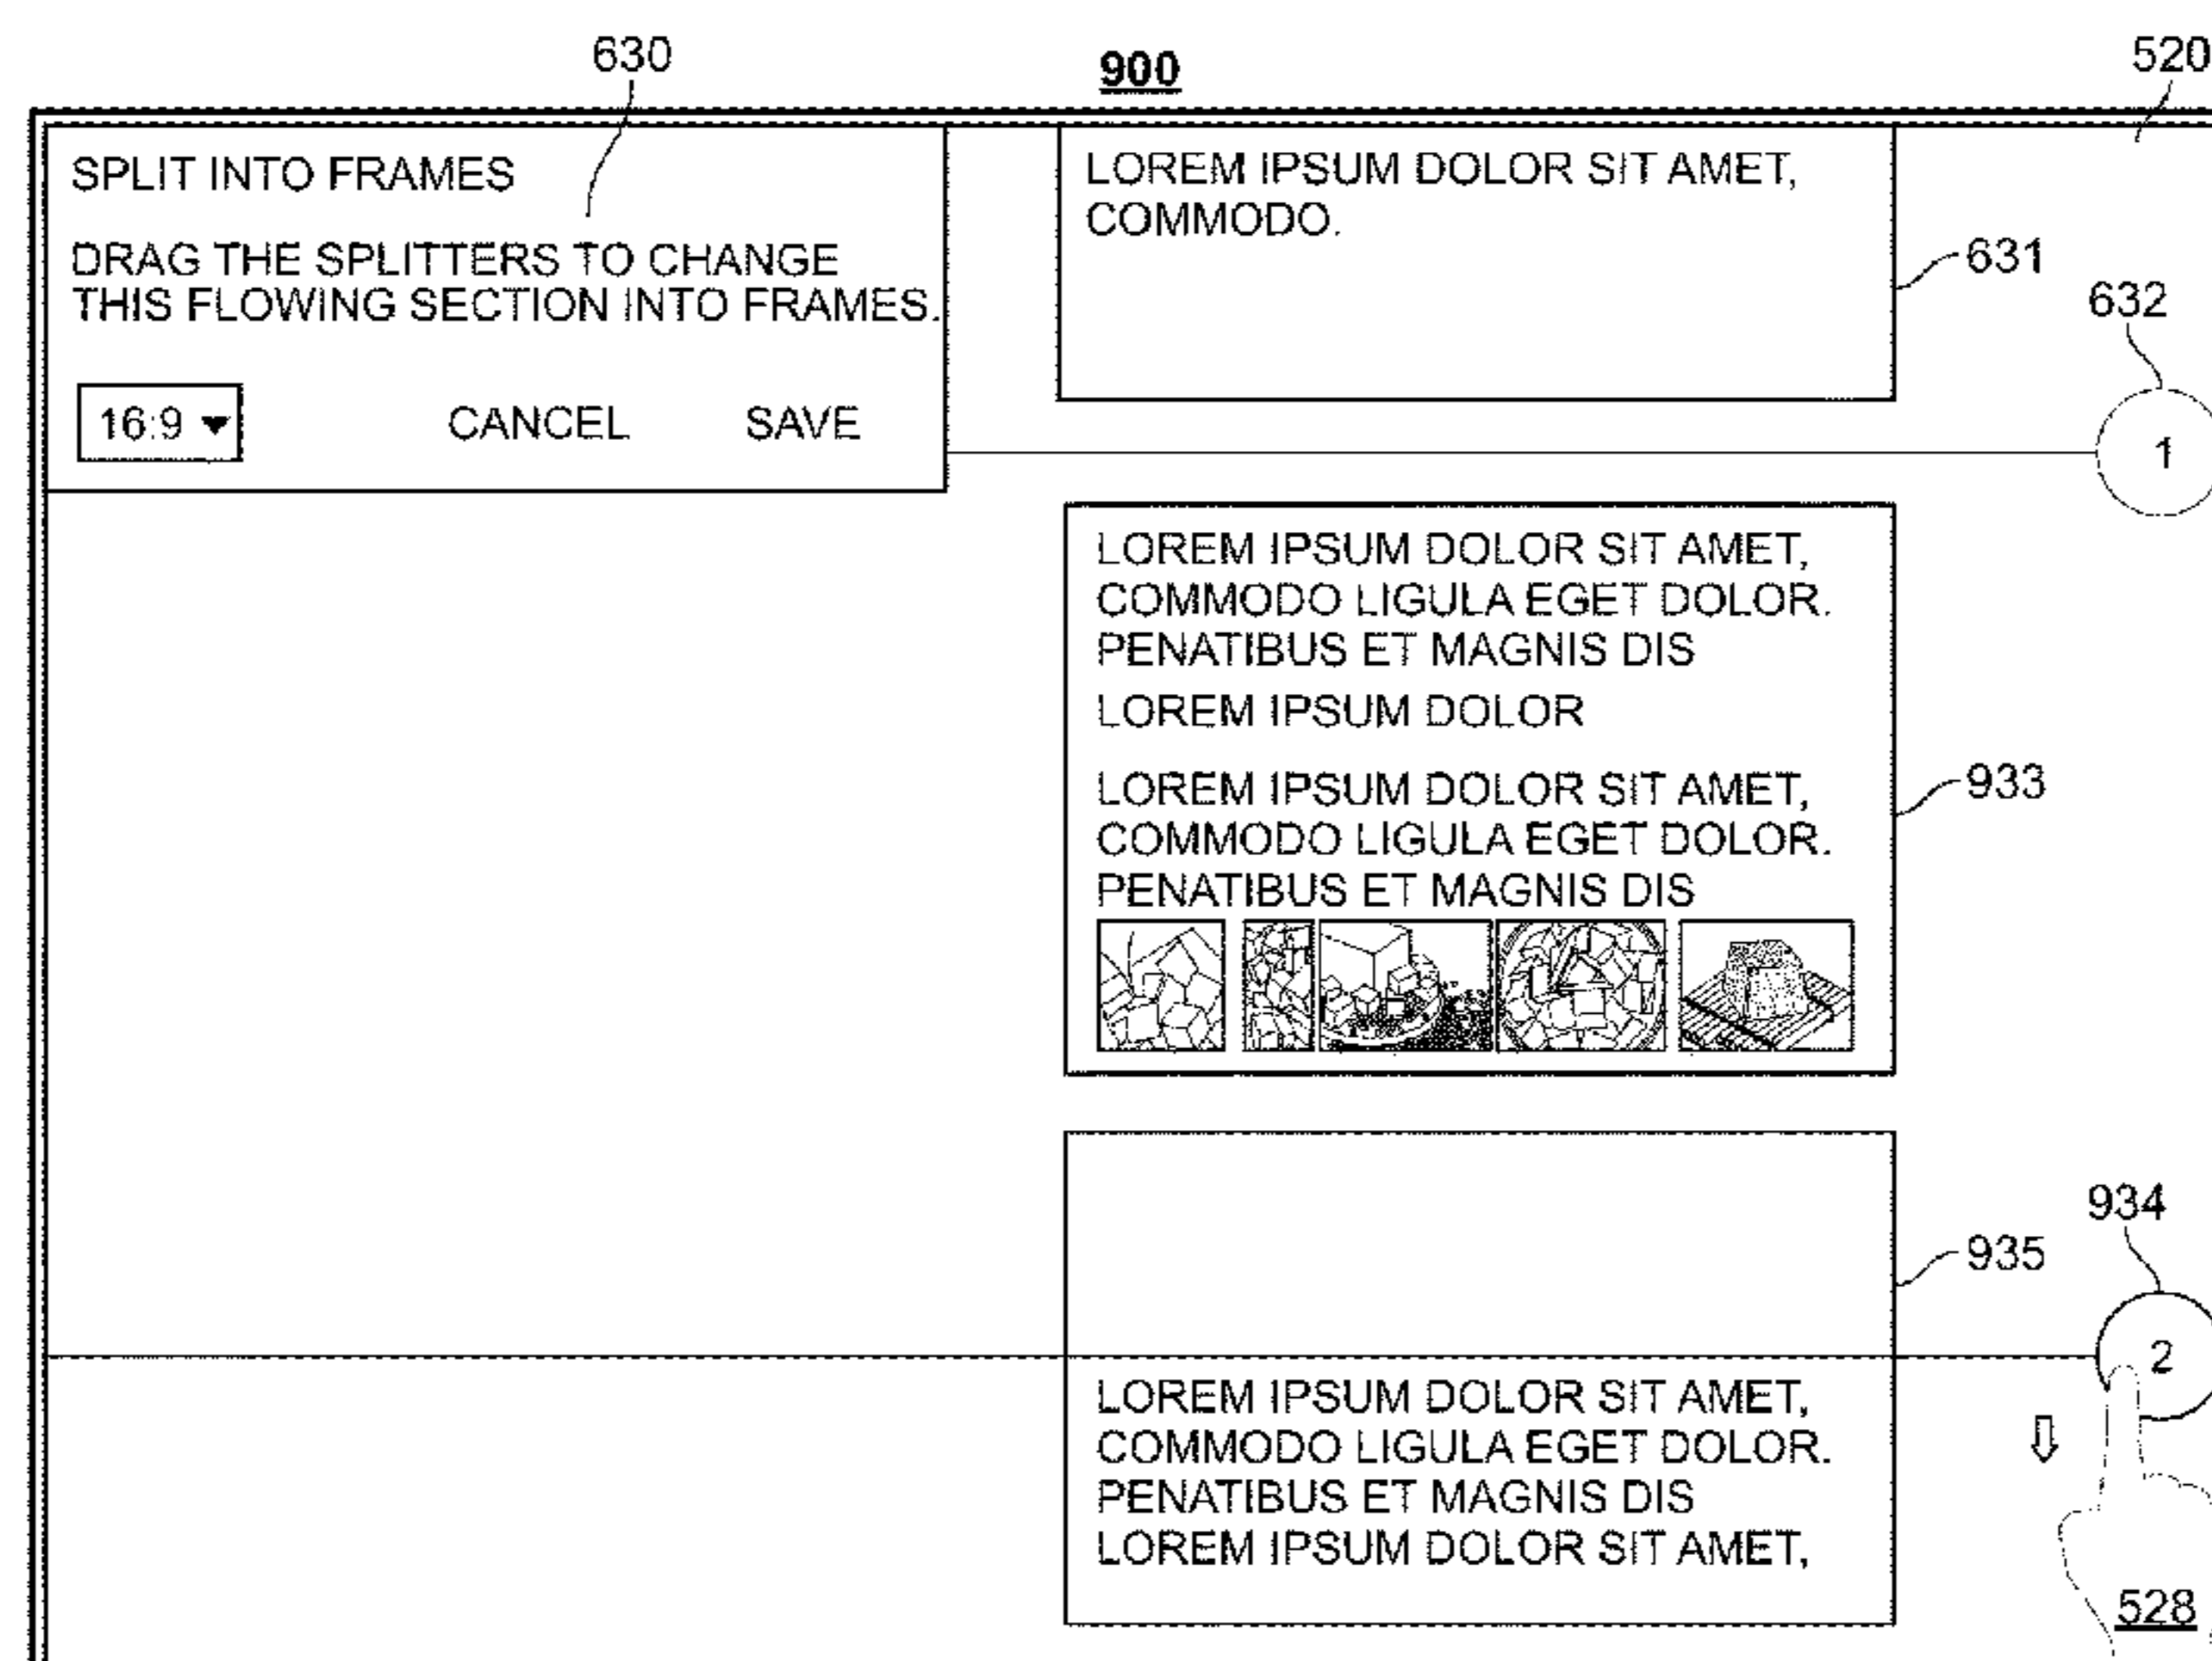 630
900
520
SPLIT INTO FRAMES
DRAG THE SPLITTERS TO CHANGE
THIS FLOWING SECTION INTO FRAMES.
16:9
CANCEL
SAVE
LOREM IPSUM DOLOR SIT AMET,
COMMODO.
631
632
1
LOREM IPSUM DOLOR SIT AMET,
COMMODO LIGULA EGET DOLOR.
PENATIBUS ET MAGNIS DIS
LOREM IPSUM DOLOR
LOREM IPSUM DOLOR SIT AMET,
COMMODO LIGULA EGET DOLOR.
PENATIBUS ET MAGNIS DIS
933
934
935
2
LOREM IPSUM DOLOR SIT AMET,
COMMODO LIGULA EGET DOLOR.
PENATIBUS ET MAGNIS DIS
LOREM IPSUM DOLOR SIT AMET,
528